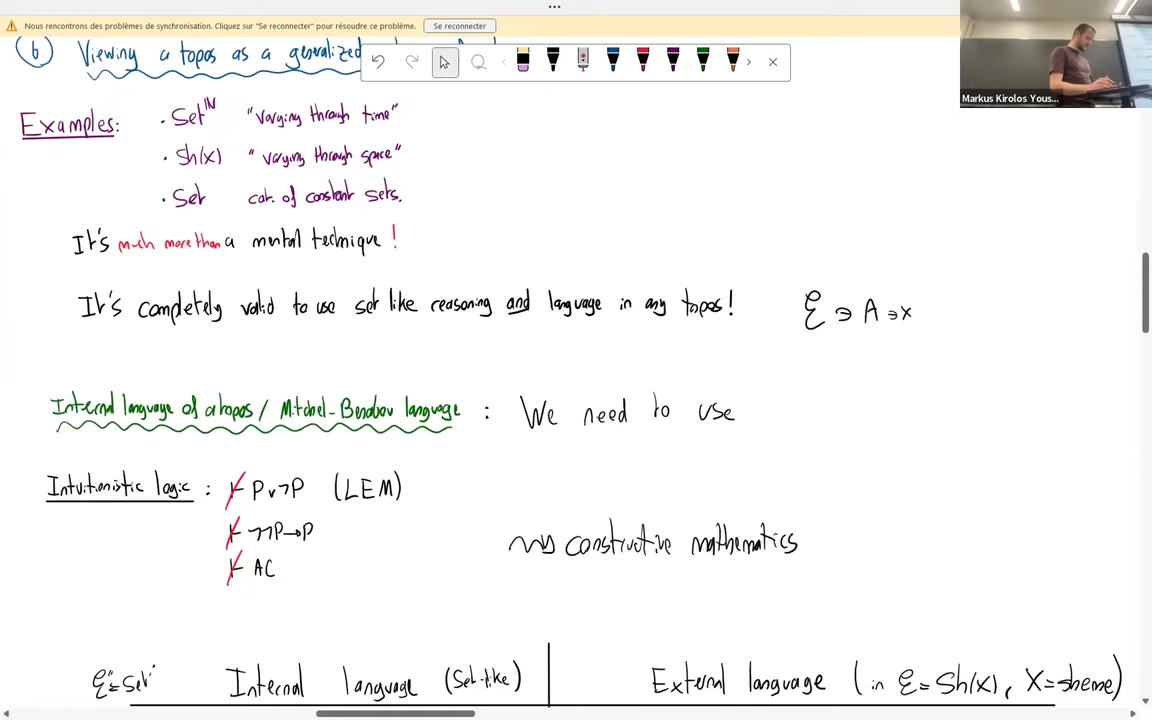 Nous rencontrons des problèmes de synchronisation. Cliquez sur "Se reconnecter" pour résoudre ce problème. Se reconnecter
6 Viewing a topos as a generalized
Markus Kirolos Yous...
Examples: · Set^ℕ "varying through time"
· Sh(X) "varying through space"
· Set cat. of constant sets.
It's much more than a mental technique!
It's completely valid to use set like reasoning and language in any topos! ℰ ∋ A ∋ x
Internal language of a topos / Mitchel-Benabou language : We need to use
Intuitionistic logic : ⊬ P∨¬P (LEM)
⊬ ¬¬P→P
⇝ constructive mathematics
⊬ AC
ℰ"="Set Internal language (Set-like) External language (in ℰ=Sh(X), X=sheme)